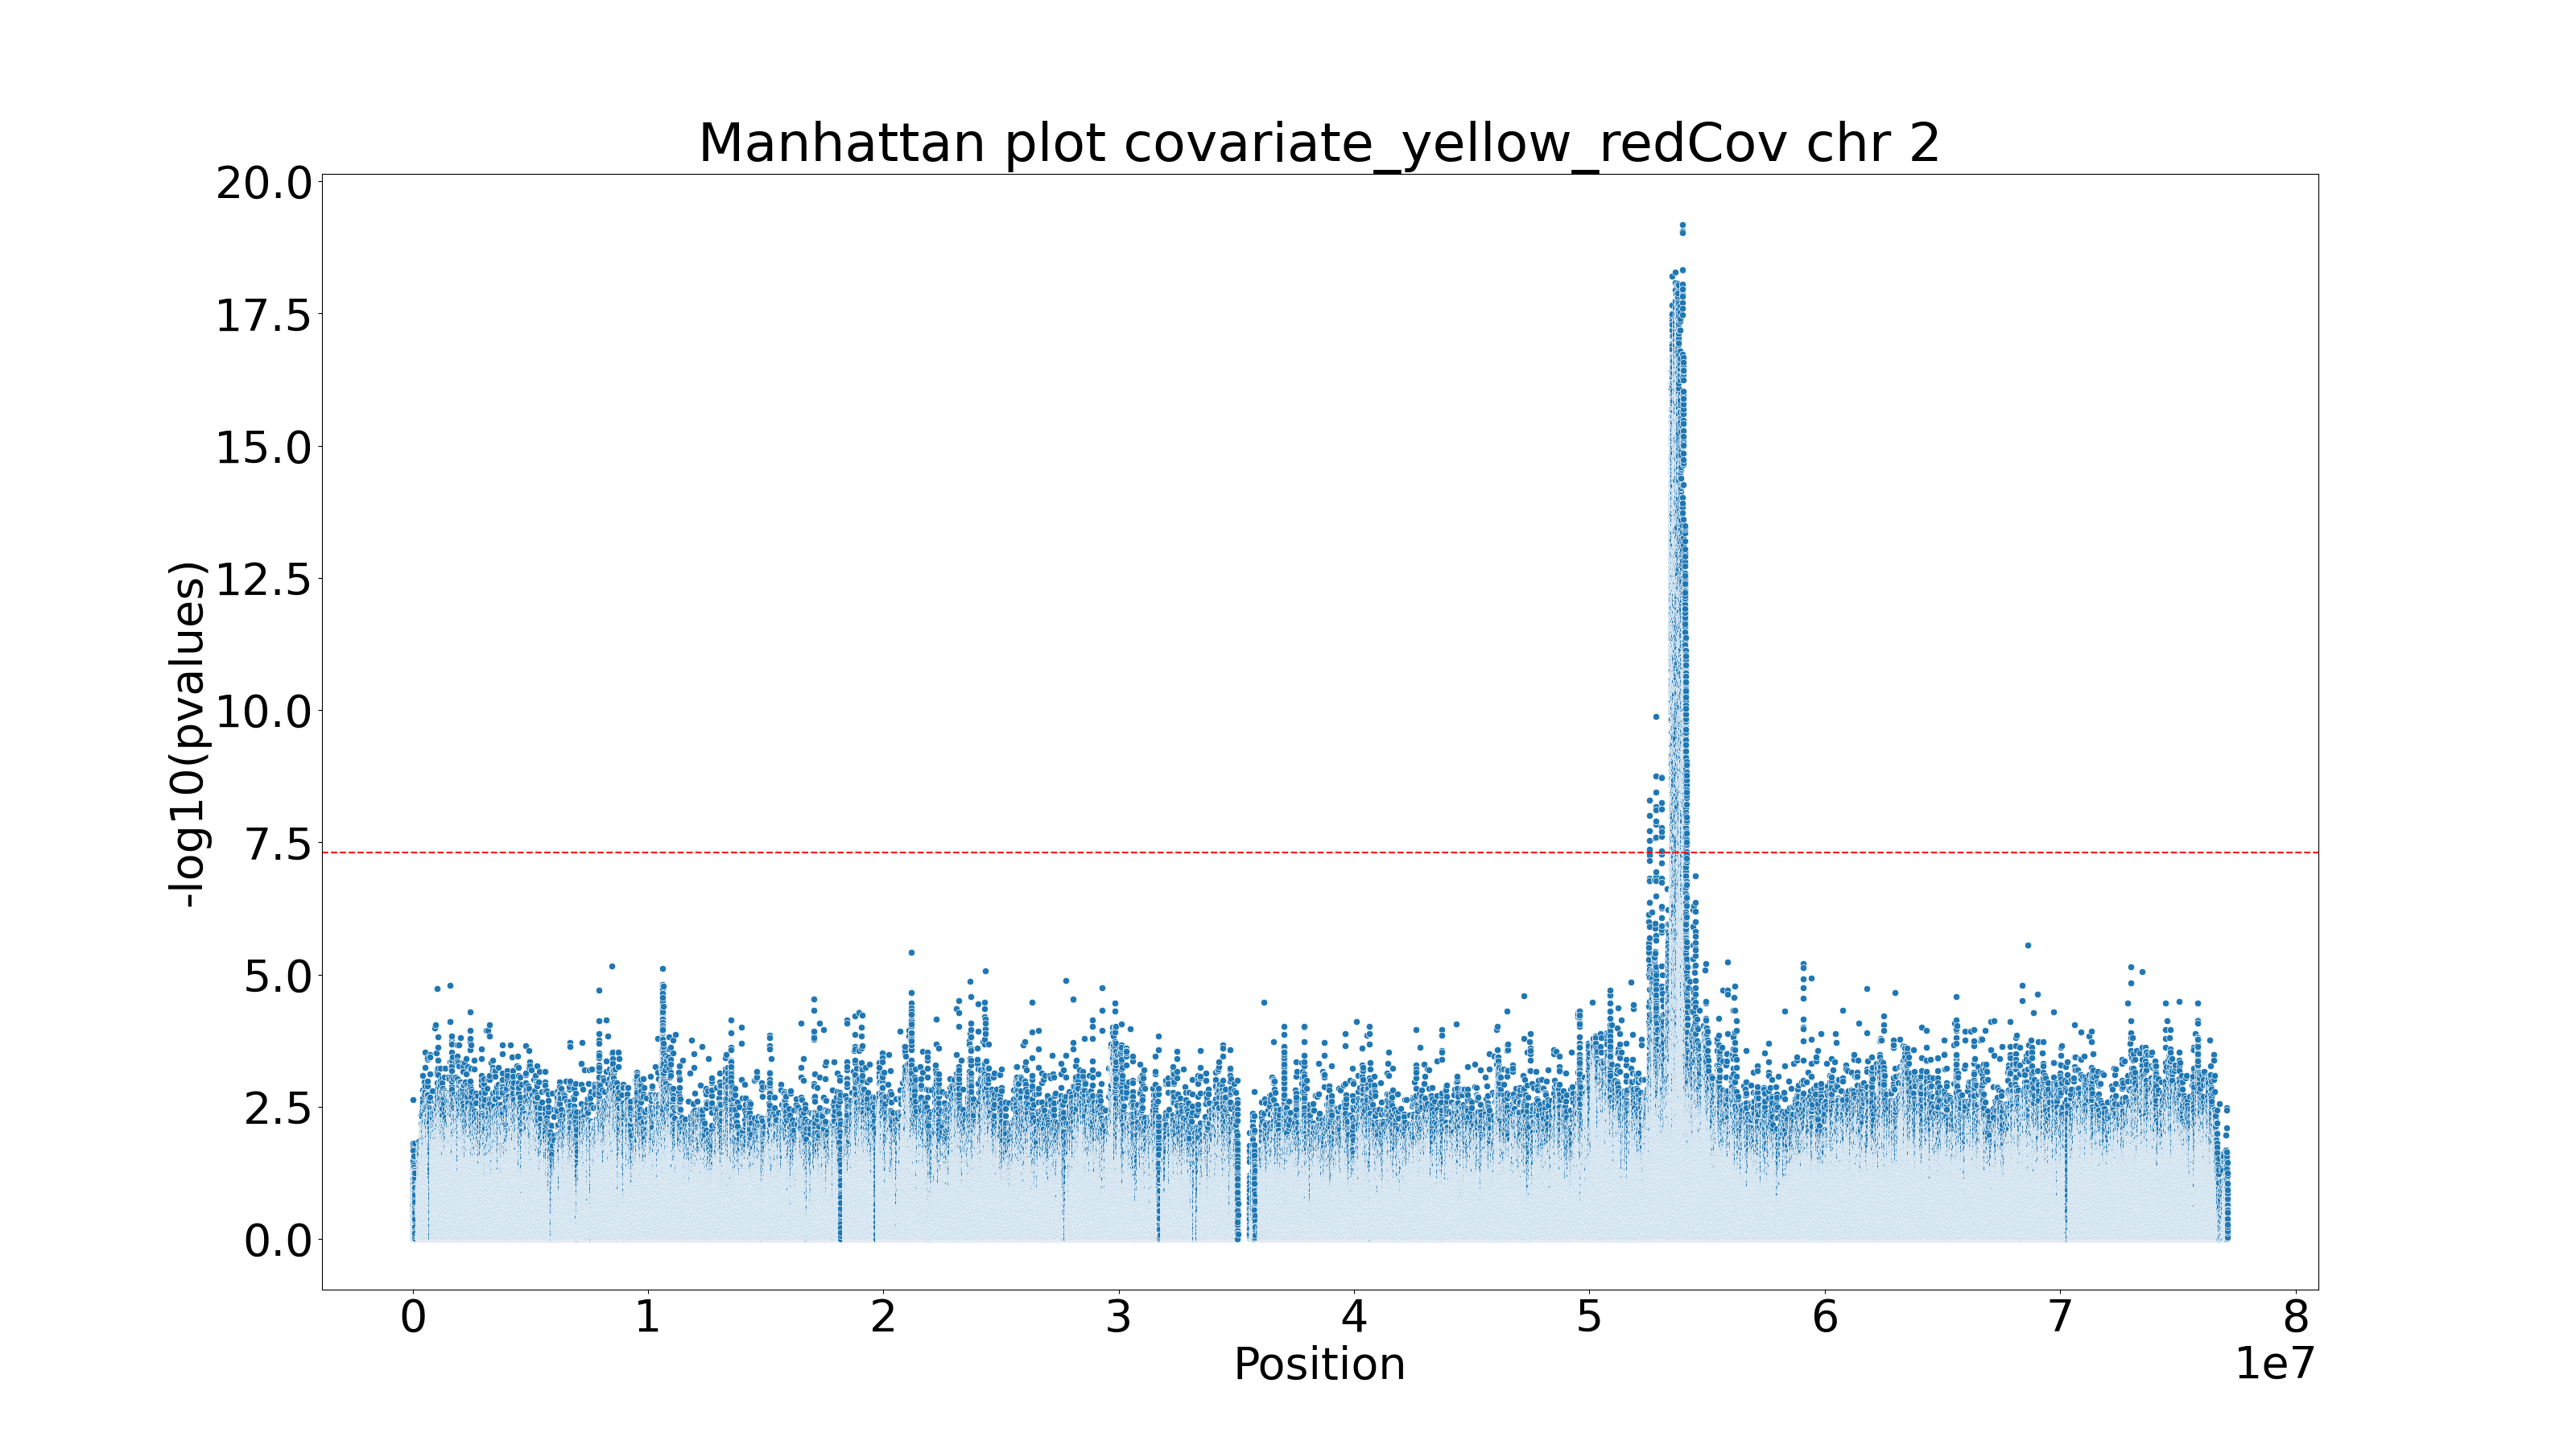 Manhattan plot covariate_yellow_redCov chr 2
20.0
17.5
15.0
12.5
10.0
7.5
5.0
2.5
0.0
-log10(pvalues)
0 1 2 3 4 5 6 7 8
Position
1e7